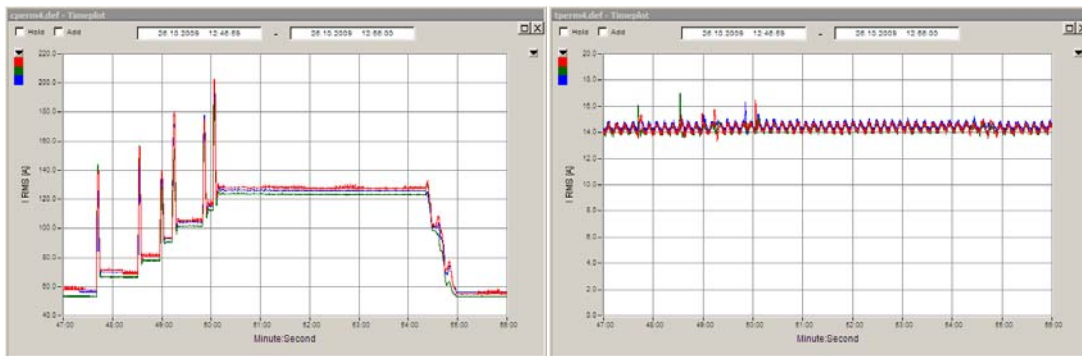 cperm4.def - Timeplot
Hold Add 26.10.2009 12:46:59 - 26.10.2009 12:56:00
220.0
200.0
180.0
160.0
140.0
120.0
100.0
80.0
60.0
40.0
I RMS [A]
47:00 48:00 49:00 50:00 51:00 52:00 53:00 54:00 55:00 56:00
Minute:Second
tperm4.def - Timeplot
Hold Add 26.10.2009 12:46:59 - 26.10.2009 12:56:00
20.0
18.0
16.0
14.0
12.0
10.0
8.0
6.0
4.0
2.0
0.0
I RMS [A]
47:00 48:00 49:00 50:00 51:00 52:00 53:00 54:00 55:00 56:00
Minute:Second